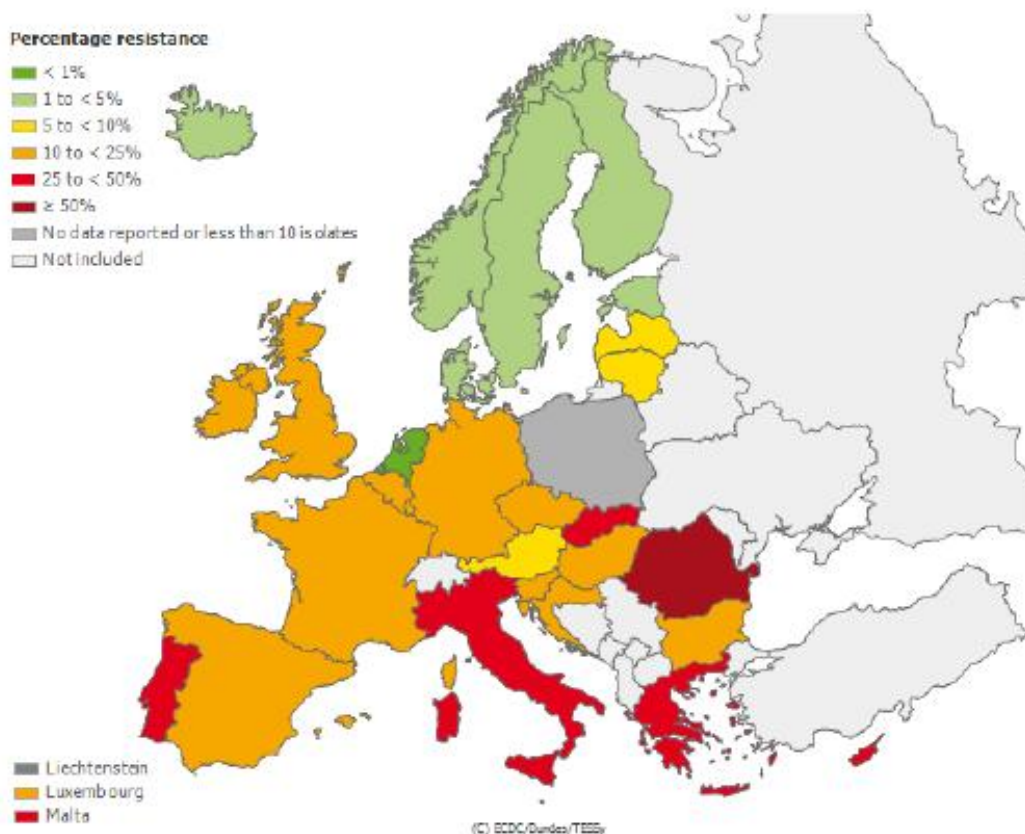 Percentage resistance
< 1%
1 to < 5%
5 to < 10%
10 to < 25%
25 to < 50%
≥ 50%
No data reported or less than 10 isolates
Not included
Liechtenstein
Luxembourg
Malta
(C) ECDC/Dundas/TESSy